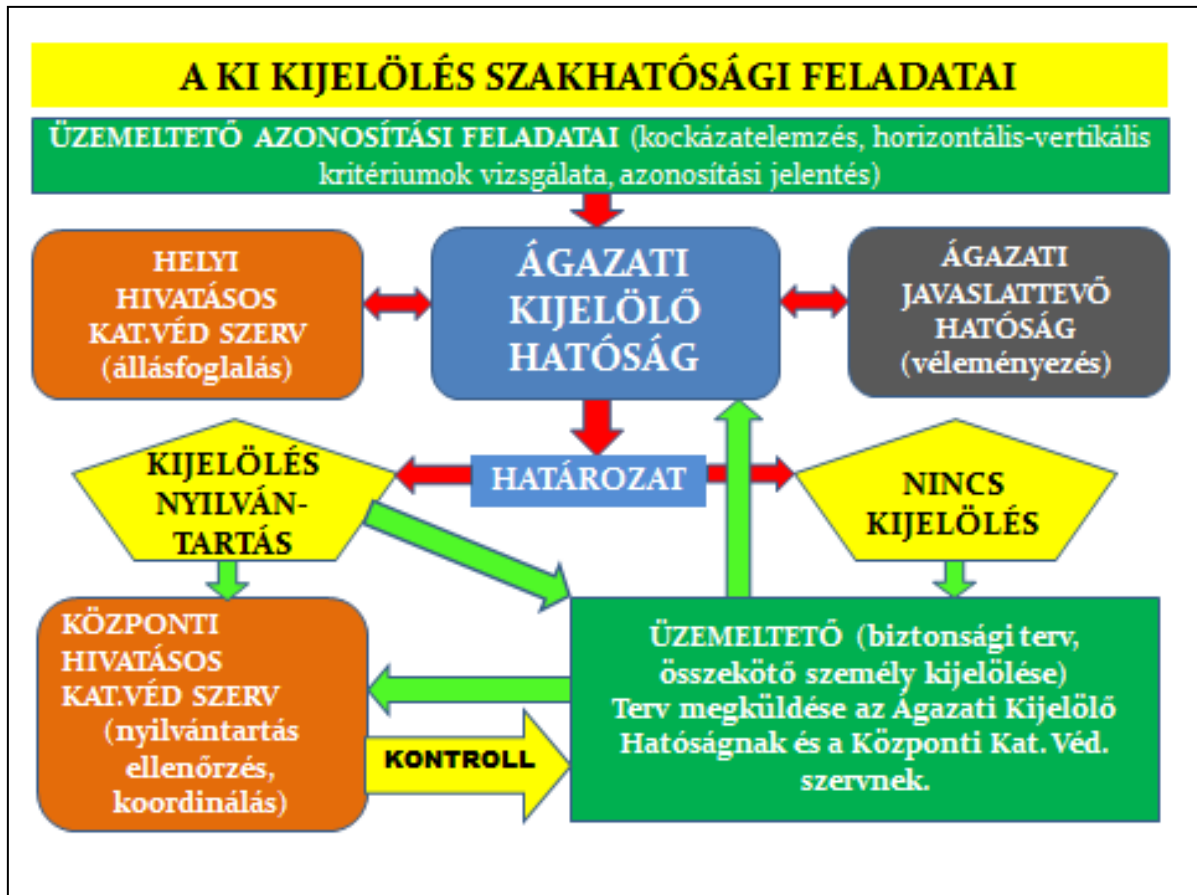 A KI KIJELÖLÉS SZAKHATÓSÁGI FELADATAI
ÜZEMELTETŐ AZONOSÍTÁSI FELADATAI (kockázatelemzés, horizontális-vertikális
kritériumok vizsgálata, azonosítási jelentés)
HELYI
HIVATÁSOS
KAT.VÉD SZERV
(állásfoglalás)
ÁGAZATI
KIJELÖLŐ
HATÓSÁG
ÁGAZATI
JAVASLATTEVŐ
HATÓSÁG
(véleményezés)
KIJELÖLÉS
NYILVÁN-
TARTÁS
HATÁROZAT
NINCS
KIJELÖLÉS
KÖZPONTI
HIVATÁSOS
KAT.VÉD SZERV
(nyilvántartás
ellenőrzés,
koordinálás)
KONTROLL
ÜZEMELTETŐ (biztonsági terv,
összekötő személy kijelölése)
Terv megküldése az Ágazati Kijelölő
Hatóságnak és a Központi Kat. Véd.
szervnek.